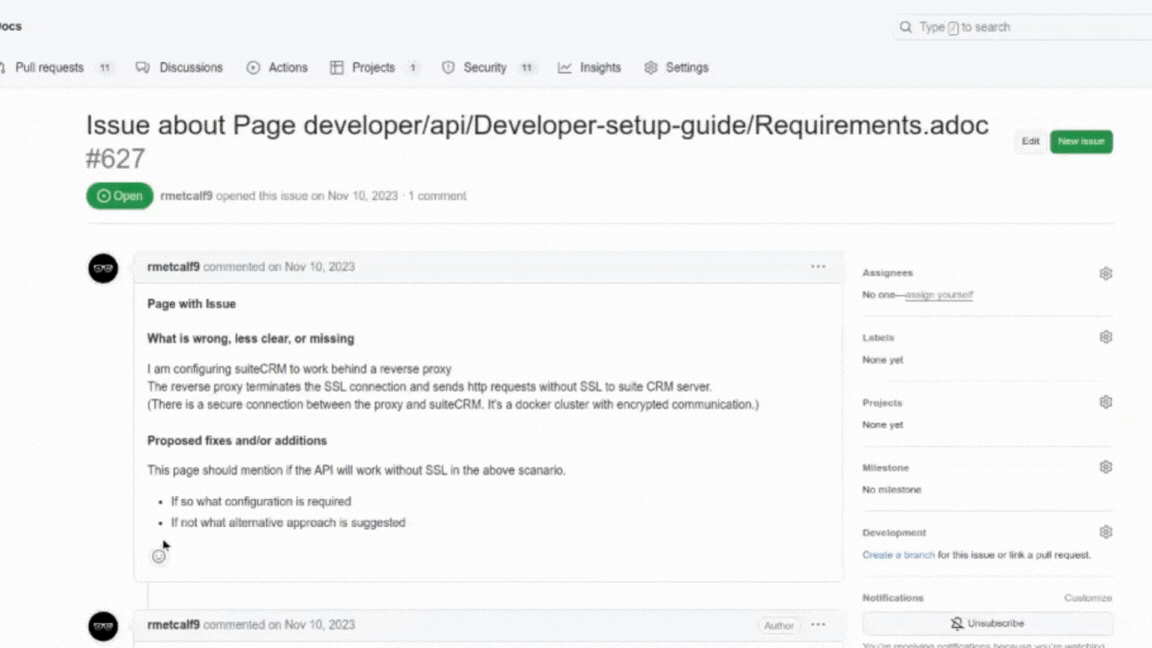 ocs
Type / to search
Pull requests 11 Discussions Actions Projects 1 Security 11 Insights Settings
Issue about Page developer/api/Developer-setup-guide/Requirements.adoc
#627
Edit New issue
Open rmetcalf9 opened this issue on Nov 10, 2023 · 1 comment
rmetcalf9 commented on Nov 10, 2023
Page with Issue
What is wrong, less clear, or missing
I am configuring suiteCRM to work behind a reverse proxy
The reverse proxy terminates the SSL connection and sends http requests without SSL to suite CRM server.
(There is a secure connection between the proxy and suiteCRM. It's a docker cluster with encrypted communication.)
Proposed fixes and/or additions
This page should mention if the API will work without SSL in the above scanario.
• If so what configuration is required
• If not what alternative approach is suggested
rmetcalf9 commented on Nov 10, 2023 Author
Assignees
No one—assign yourself
Labels
None yet
Projects
None yet
Milestone
No milestone
Development
Create a branch for this issue or link a pull request.
Notifications Customize
Unsubscribe
You're receiving notifications because you're watching